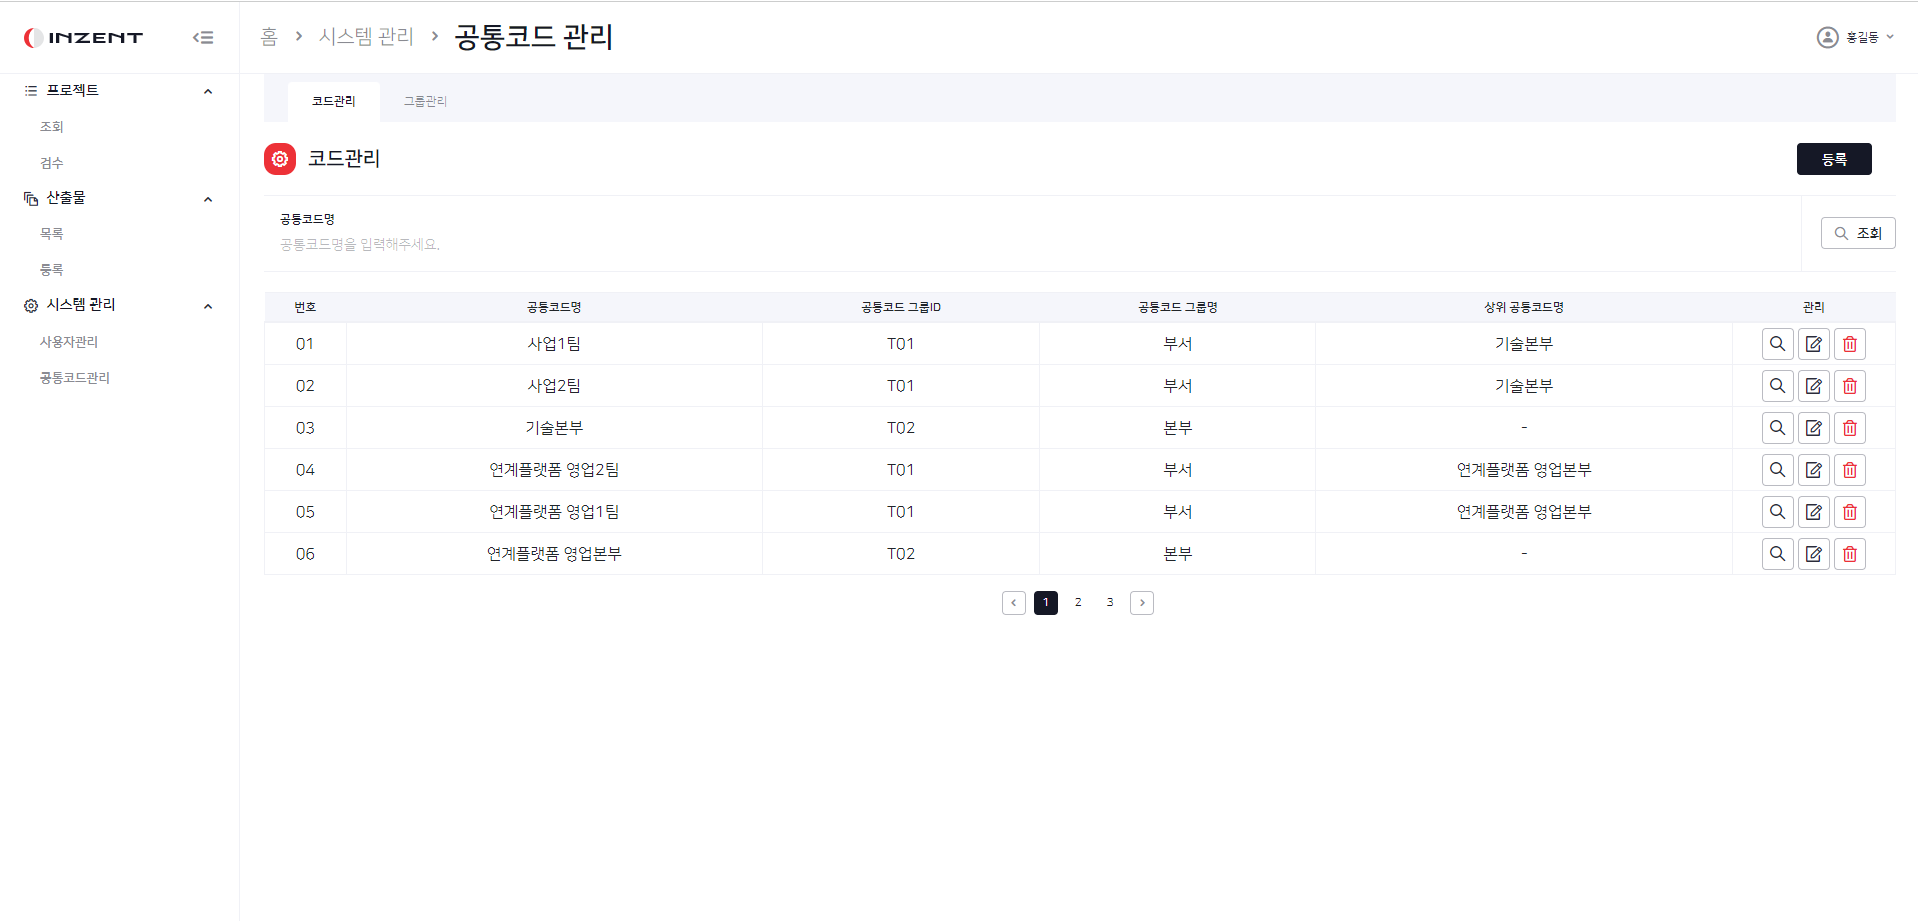 INZENT
홈 > 시스템 관리 > 공통코드 관리
홍길동
프로젝트
조회
검수
산출물
목록
등록
시스템 관리
사용자관리
공통코드관리
코드관리 그룹관리
코드관리
등록
공통코드명
공통코드명을 입력해주세요.
조회
번호 공통코드명 공통코드 그룹ID 공통코드 그룹명 상위 공통코드명 관리
01 사업1팀 T01 부서 기술본부
02 사업2팀 T01 부서 기술본부
03 기술본부 T02 본부 -
04 연계플랫폼 영업2팀 T01 부서 연계플랫폼 영업본부
05 연계플랫폼 영업1팀 T01 부서 연계플랫폼 영업본부
06 연계플랫폼 영업본부 T02 본부 -
< 1 2 3 >